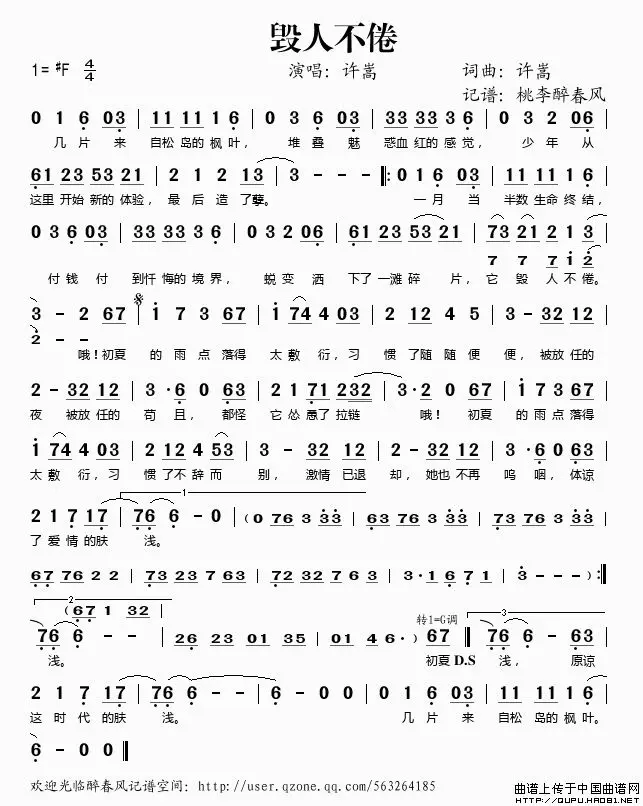 毁人不倦
1=#F 4/4 演唱：许嵩 词曲：许嵩
记谱：桃李醉春风
0 1 6 03 | 11 11 1 6 | 0 3 6 03 | 33 33 3 6 | 0 3 2 06 |
几片来 自松岛的枫叶，堆叠魅 惑血红的感觉，少年从
61 23 53 21 | 2 1 2 13 | 3 - - - |: 0 1 6 03 | 11 11 1 6 |
这里开始新的体验，最后造了孽。 一月当 半数生命终结，
0 3 6 03 | 33 33 3 6 | 0 3 2 06 | 61 23 53 21 | 73 21 2 1 3 |
7 7 7 i 2
付钱付 到忏悔的境界，蜕变洒 下了一滩碎片，它毁人不倦。
3 - 2 67 | i 7 3 67 | i 74 4 03 | 2 12 4 5 | 3 - 32 12 |
2 - -
哦！初夏 的雨点落得 太敷衍，习 惯了随随便 便，被放任的
2 - 32 12 | 3 · 6 0 63 | 2 1 71 232 | 3 · 2 0 67 | i 7 3 67 |
夜 被放任的 苟且，都怪 它怂恿了拉链 哦！初夏 的雨点落得
i 74 4 03 | 2 12 4 53 | 3 - 32 12 | 2 - 32 12 | 3 · 6 0 63 |
太敷衍，习 惯了不辞而 别，激情已退 却，她也不再 呜咽，体谅
1
2 1 7 17 | 76 6 - 0 | (0 76 3 33 | 63 76 3 33 | 73 76 3 33 |
了爱情的肤 浅。
67 76 2 2 | 73 23 7 63 | 67 32 7 6 3 | 3 · 1 6 7 1 | 3 - - - ) :|
2
(67 1 32
76 6 - - | 26 23 01 35 | 01 4 6 · ) 67 || 76 6 - 63 |
转1=G调
3
浅。 初夏 D.S 浅，原谅
2 1 7 17 | 76 6 - - | 6 - 0 0 | 0 1 6 03 | 11 11 1 6 |
这时代的肤 浅。 几片来 自松岛的枫叶。
6 - 0 0 ||
欢迎光临醉春风记谱空间：http://user.qzone.qq.com/563264185
曲谱上传于中国曲谱网
http://QUPU.HAO81.NET